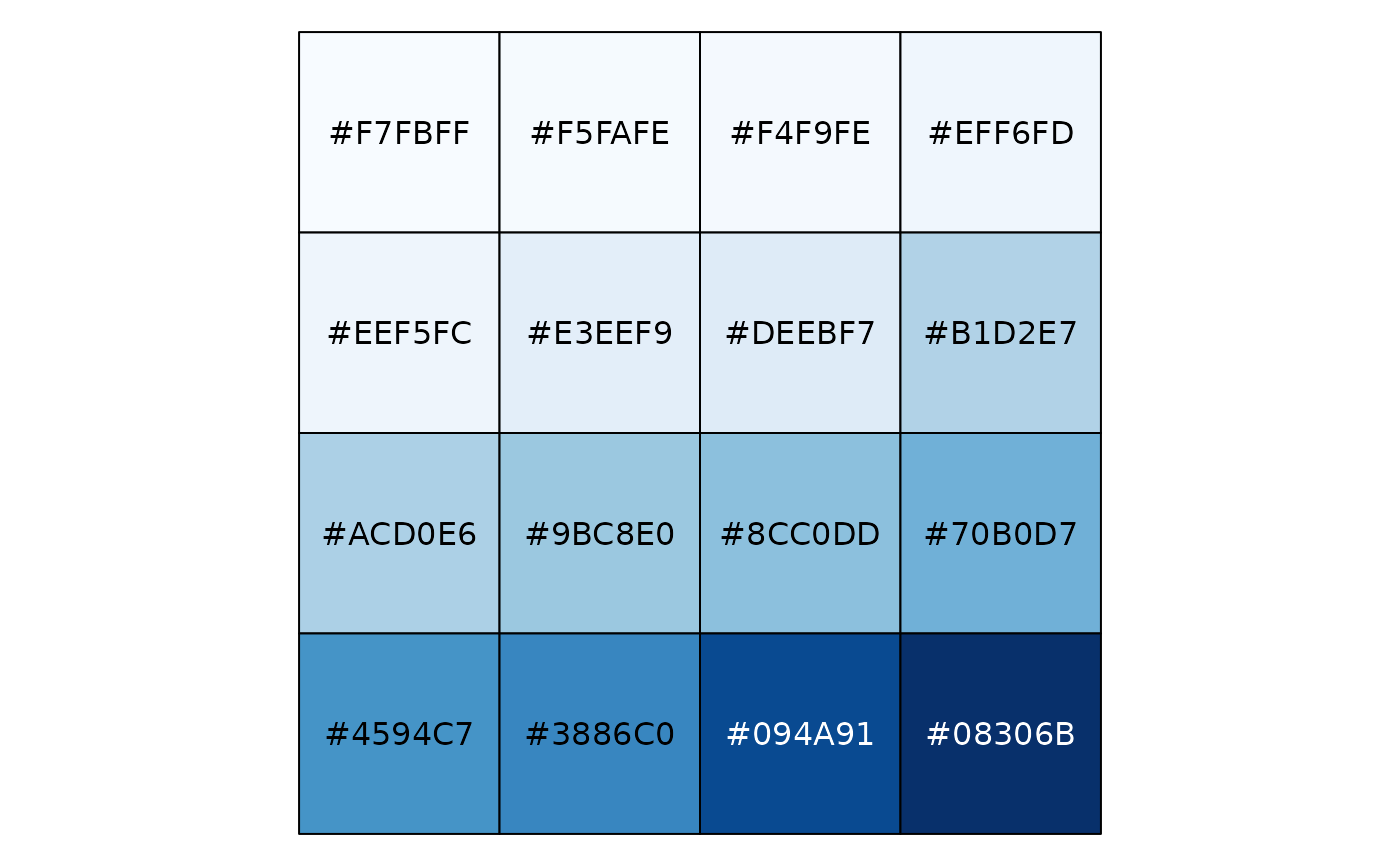 #F7FBFF #F5FAFE #F4F9FE #EFF6FD
#EEF5FC #E3EEF9 #DEEBF7 #B1D2E7
#ACD0E6 #9BC8E0 #8CC0DD #70B0D7
#4594C7 #3886C0 #094A91 #08306B